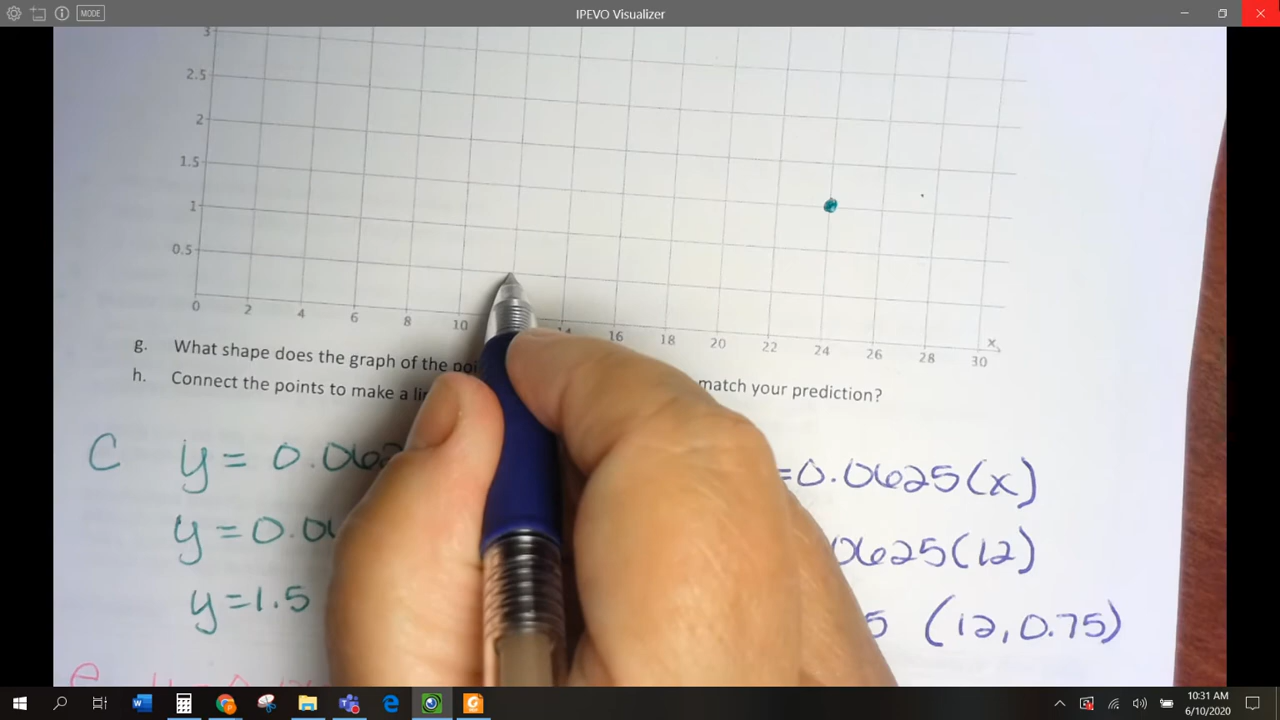 MODE
IPEVO Visualizer
3
2.5
2
1.5
1
0.5
0 2 4 6 8 10 14 16 18 20 22 24 26 28 30 x
g. What shape does the graph of the
h. Connect the points to make a match your prediction?
C y = 0.062 =0.0625(x)
y = 0.06 0625(12)
y=1.5 5 (12,0.75)
e
10:31 AM
6/10/2020